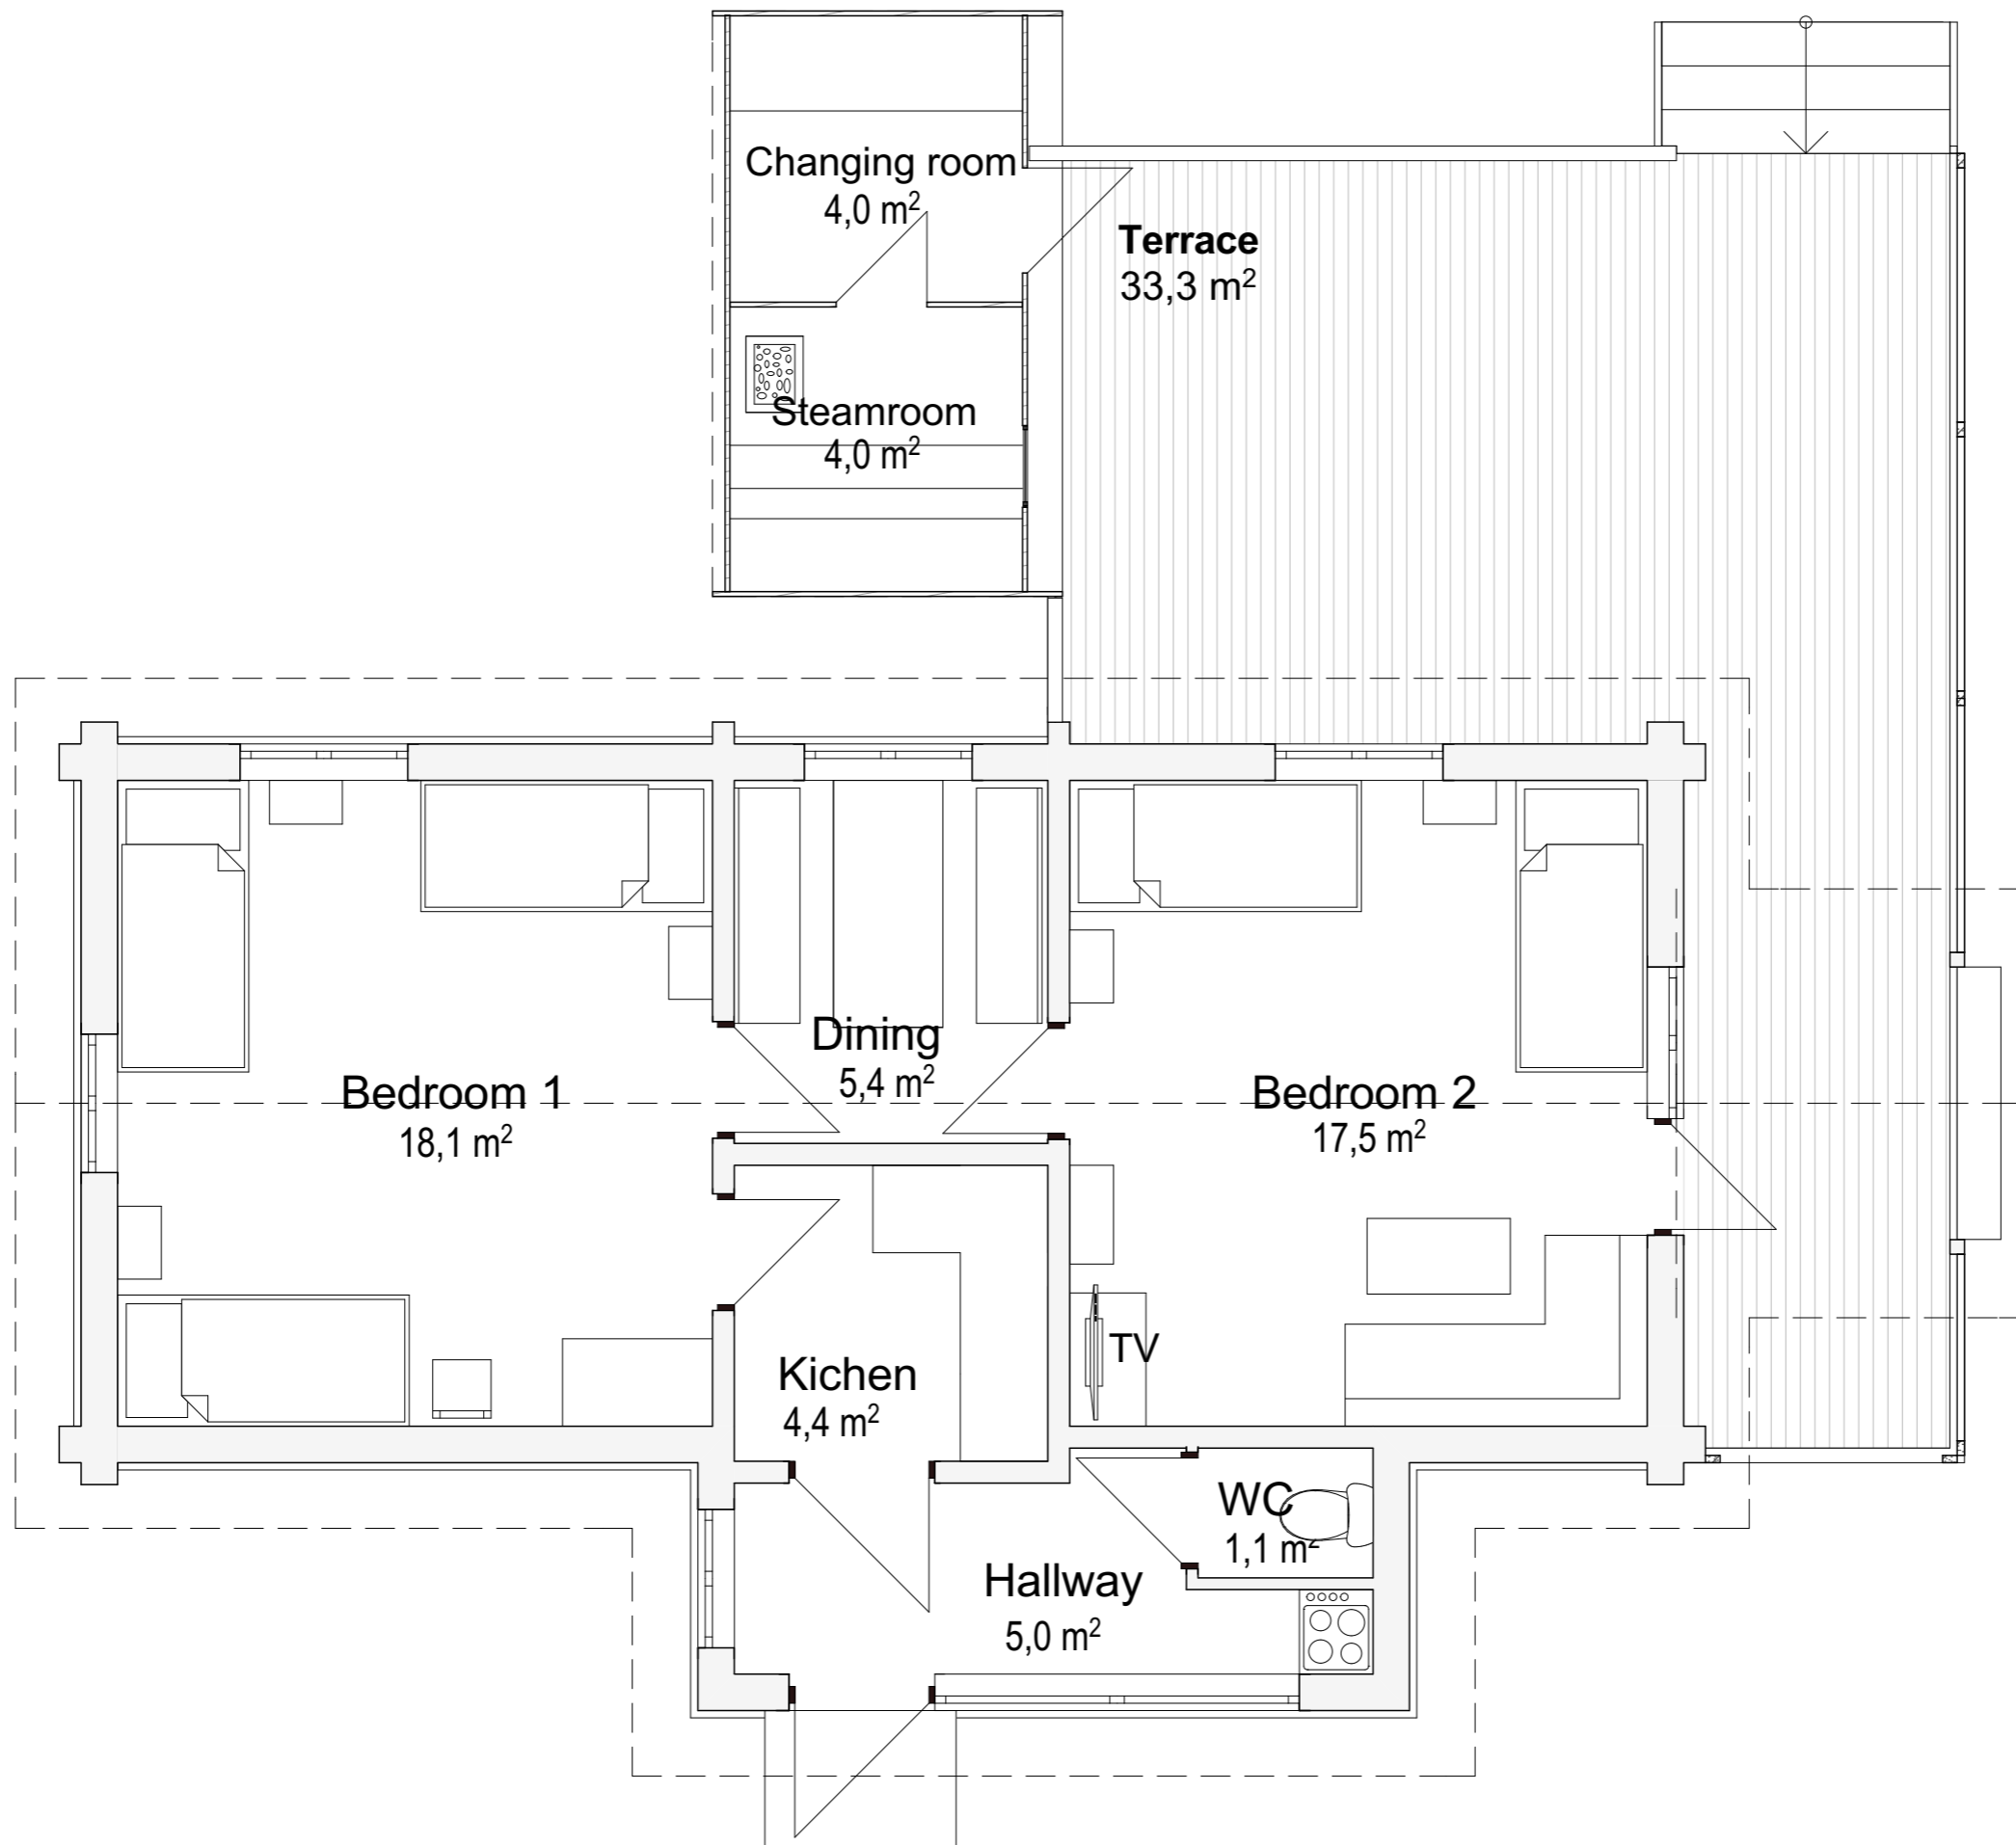 Changing room
4,0 m²
Terrace
33,3 m²
Steamroom
4,0 m²
Dining
5,4 m²
Bedroom 1
18,1 m²
Bedroom 2
17,5 m²
TV
Kichen
4,4 m²
WC
1,1 m²
Hallway
5,0 m²